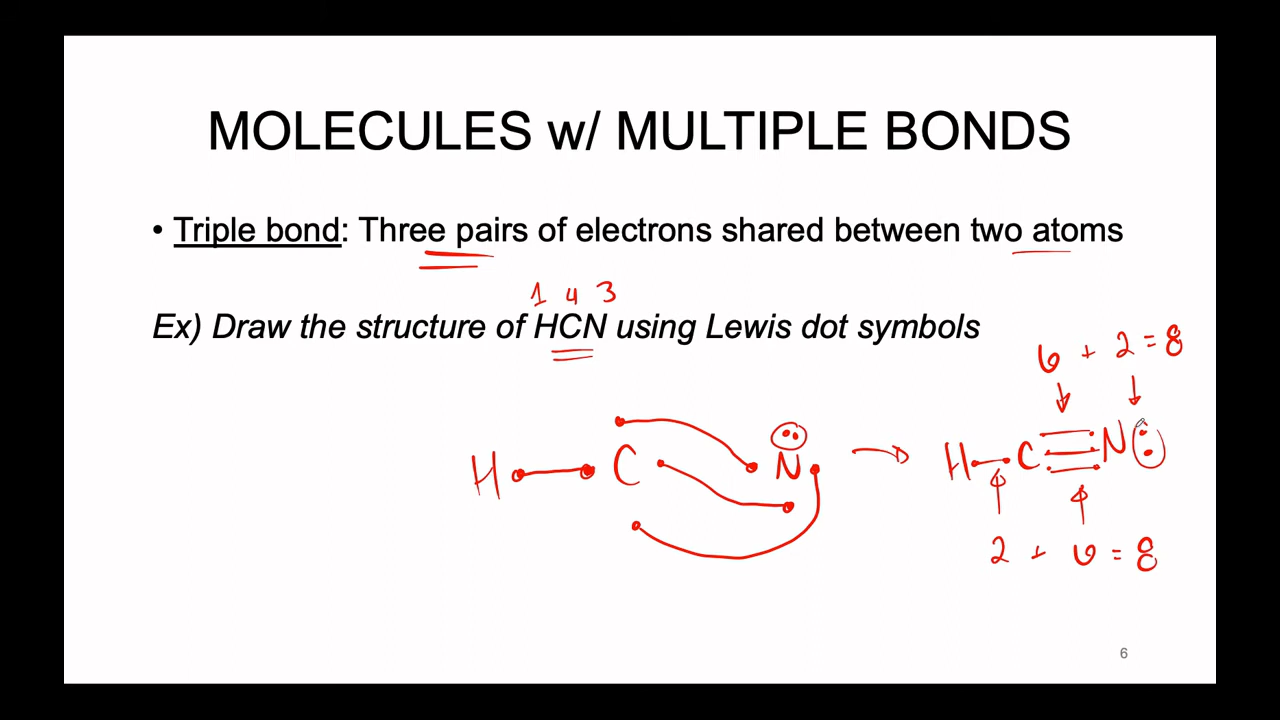 MOLECULES w/ MULTIPLE BONDS
• Triple bond: Three pairs of electrons shared between two atoms
1 4 3
Ex) Draw the structure of HCN using Lewis dot symbols
6 + 2 = 8
H C N → H - C ≡ N :
2 + 6 = 8
6